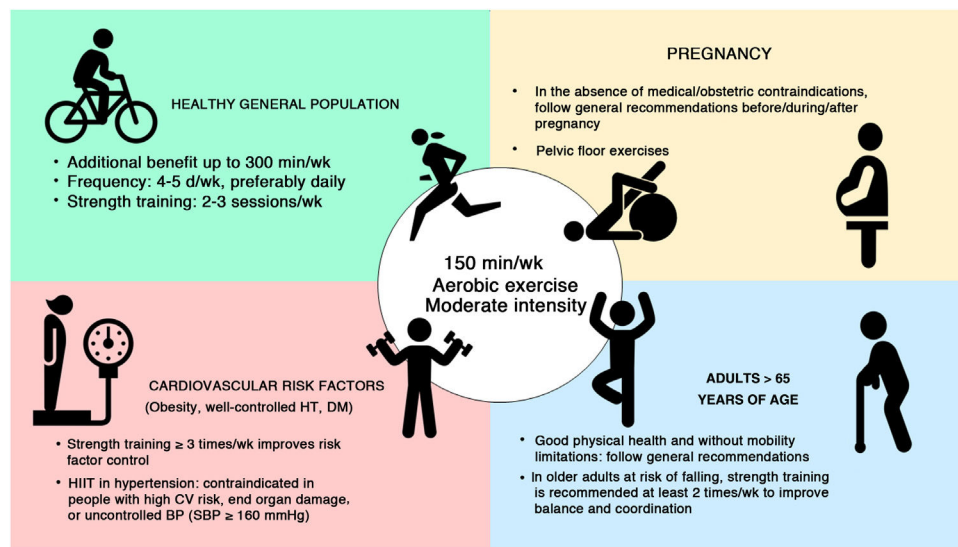 HEALTHY GENERAL POPULATION
• Additional benefit up to 300 min/wk
• Frequency: 4-5 d/wk, preferably daily
• Strength training: 2-3 sessions/wk
PREGNANCY
• In the absence of medical/obstetric contraindications,
follow general recommendations before/during/after
pregnancy
• Pelvic floor exercises
150 min/wk
Aerobic exercise
Moderate intensity
CARDIOVASCULAR RISK FACTORS
(Obesity, well-controlled HT, DM)
• Strength training ≥ 3 times/wk improves risk
factor control
• HIIT in hypertension: contraindicated in
people with high CV risk, end organ damage,
or uncontrolled BP (SBP ≥ 160 mmHg)
ADULTS > 65
YEARS OF AGE
• Good physical health and without mobility
limitations: follow general recommendations
• In older adults at risk of falling, strength training
is recommended at least 2 times/wk to improve
balance and coordination